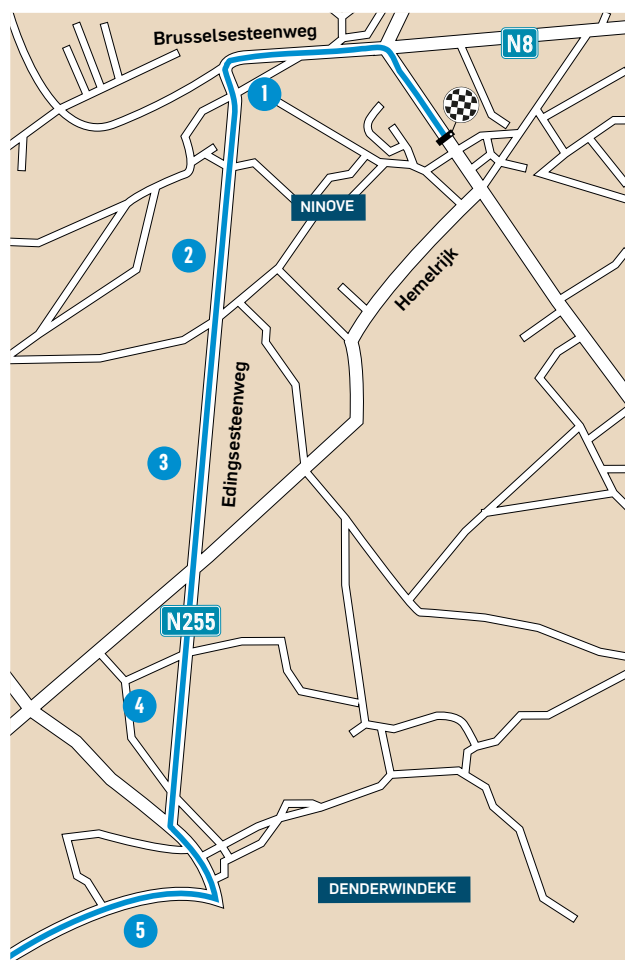 Brusselsesteenweg
N8
1
NINOVE
2
Hemelrijk
Edingsesteenweg
3
N255
4
DENDERWINDEKE
5